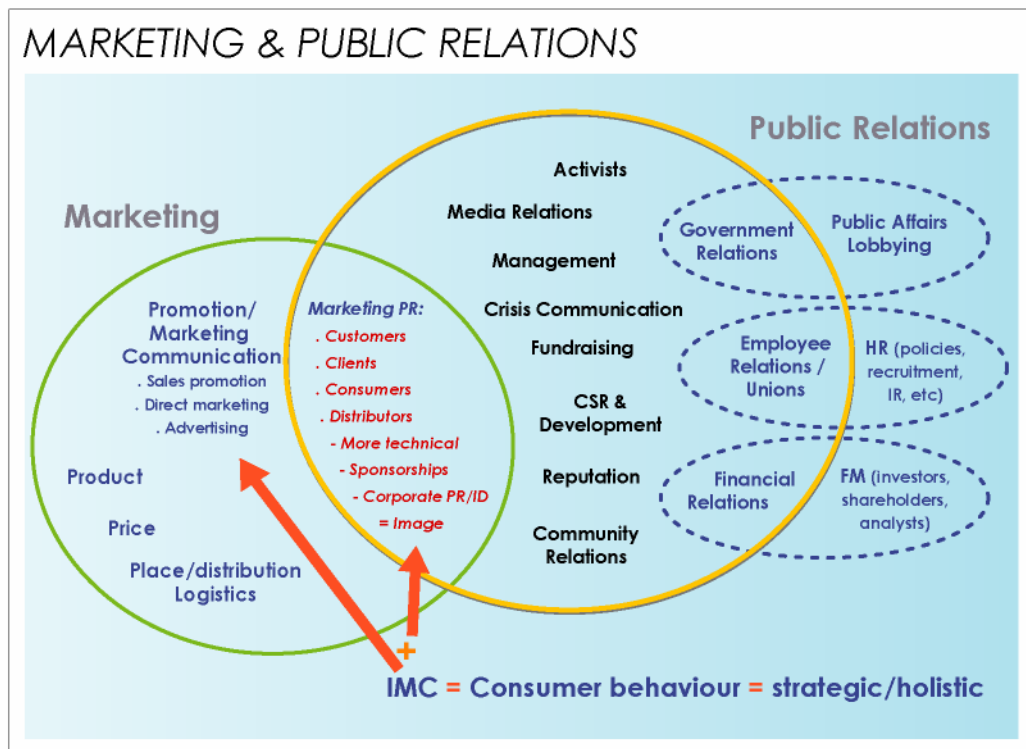 MARKETING & PUBLIC RELATIONS
Marketing
Promotion/
Marketing
Communication
. Sales promotion
. Direct marketing
. Advertising
Product
Price
Place/distribution
Logistics
Marketing PR:
. Customers
. Clients
. Consumers
. Distributors
- More technical
- Sponsorships
- Corporate PR/ID
= Image
Public Relations
Activists
Media Relations
Management
Crisis Communication
Fundraising
CSR &
Development
Reputation
Community
Relations
Government
Relations
Public Affairs
Lobbying
Employee
Relations /
Unions
HR (policies,
recruitment,
IR, etc)
Financial
Relations
FM (investors,
shareholders,
analysts)
+
IMC = Consumer behaviour = strategic/holistic